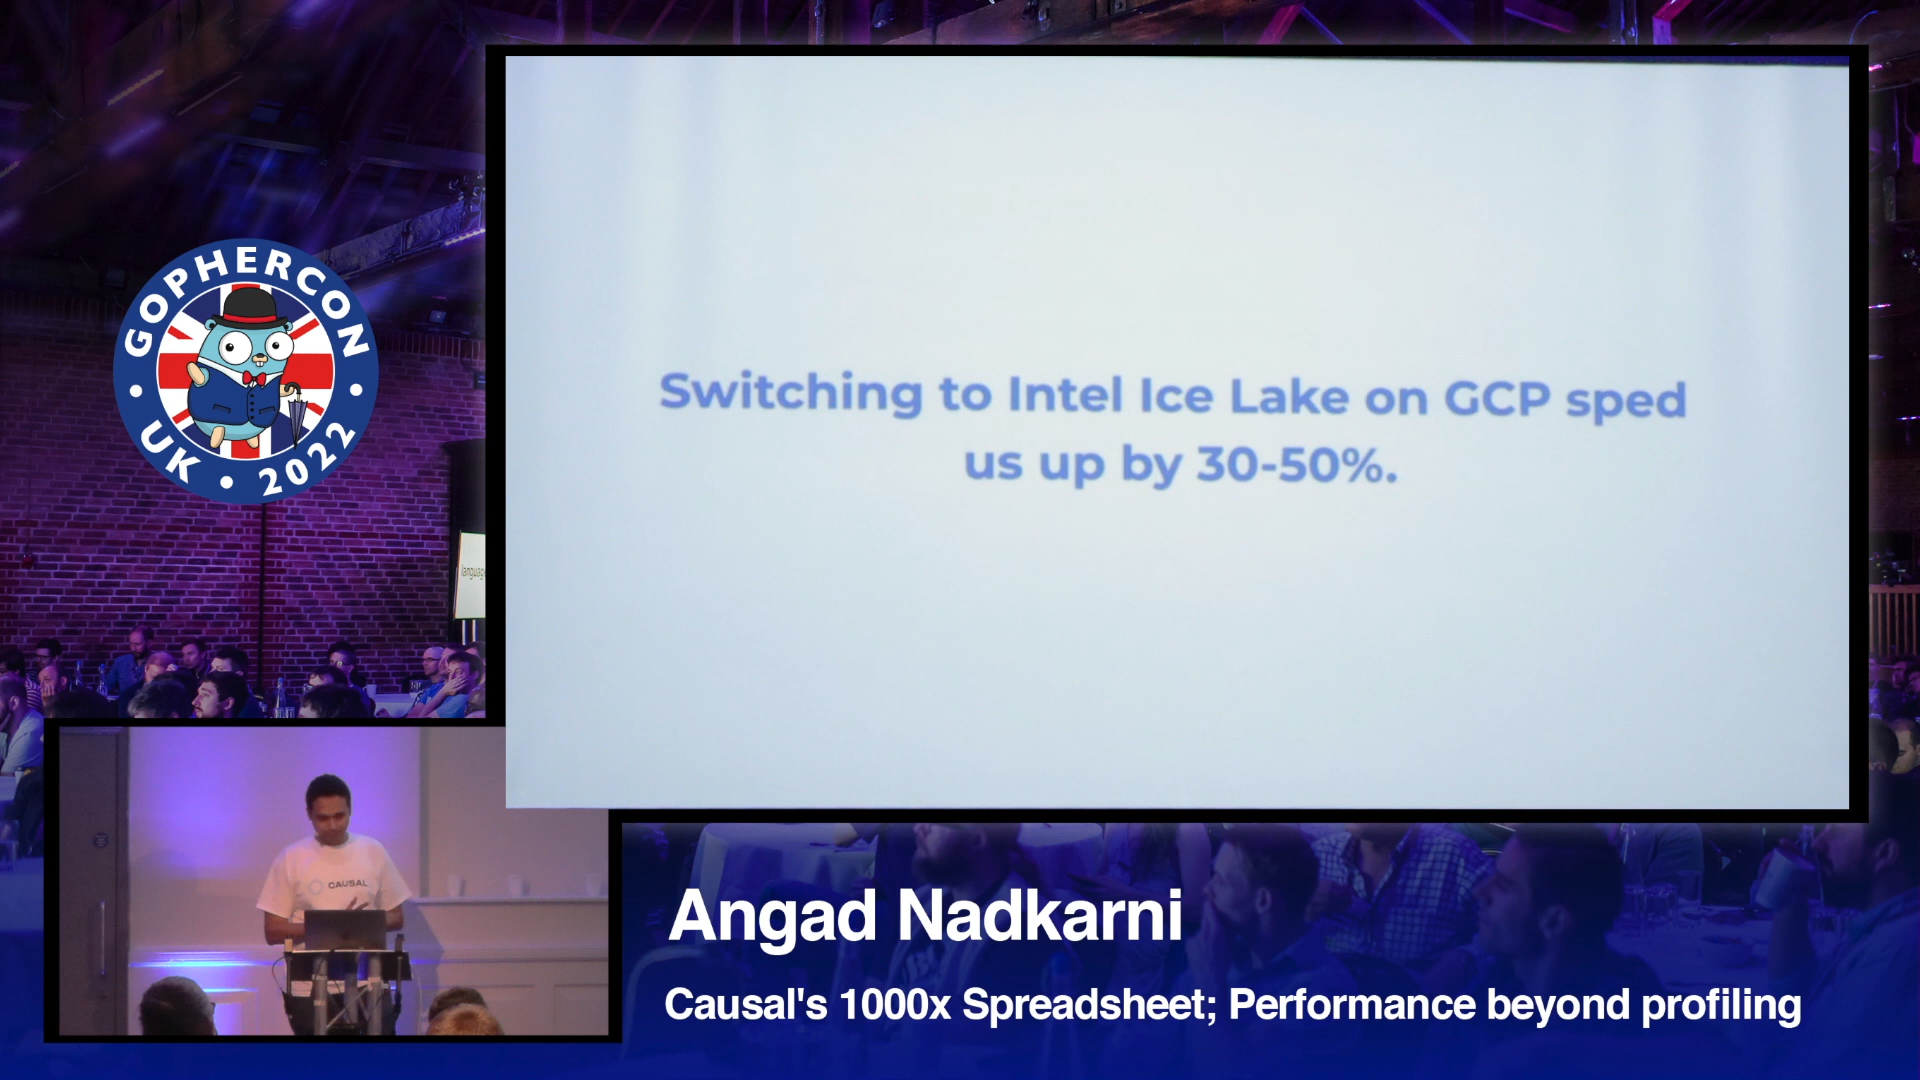 GOPHERCON
UK • 2022
Switching to Intel Ice Lake on GCP sped
us up by 30-50%.
language
CAUSAL
Angad Nadkarni
Causal's 1000x Spreadsheet; Performance beyond profiling